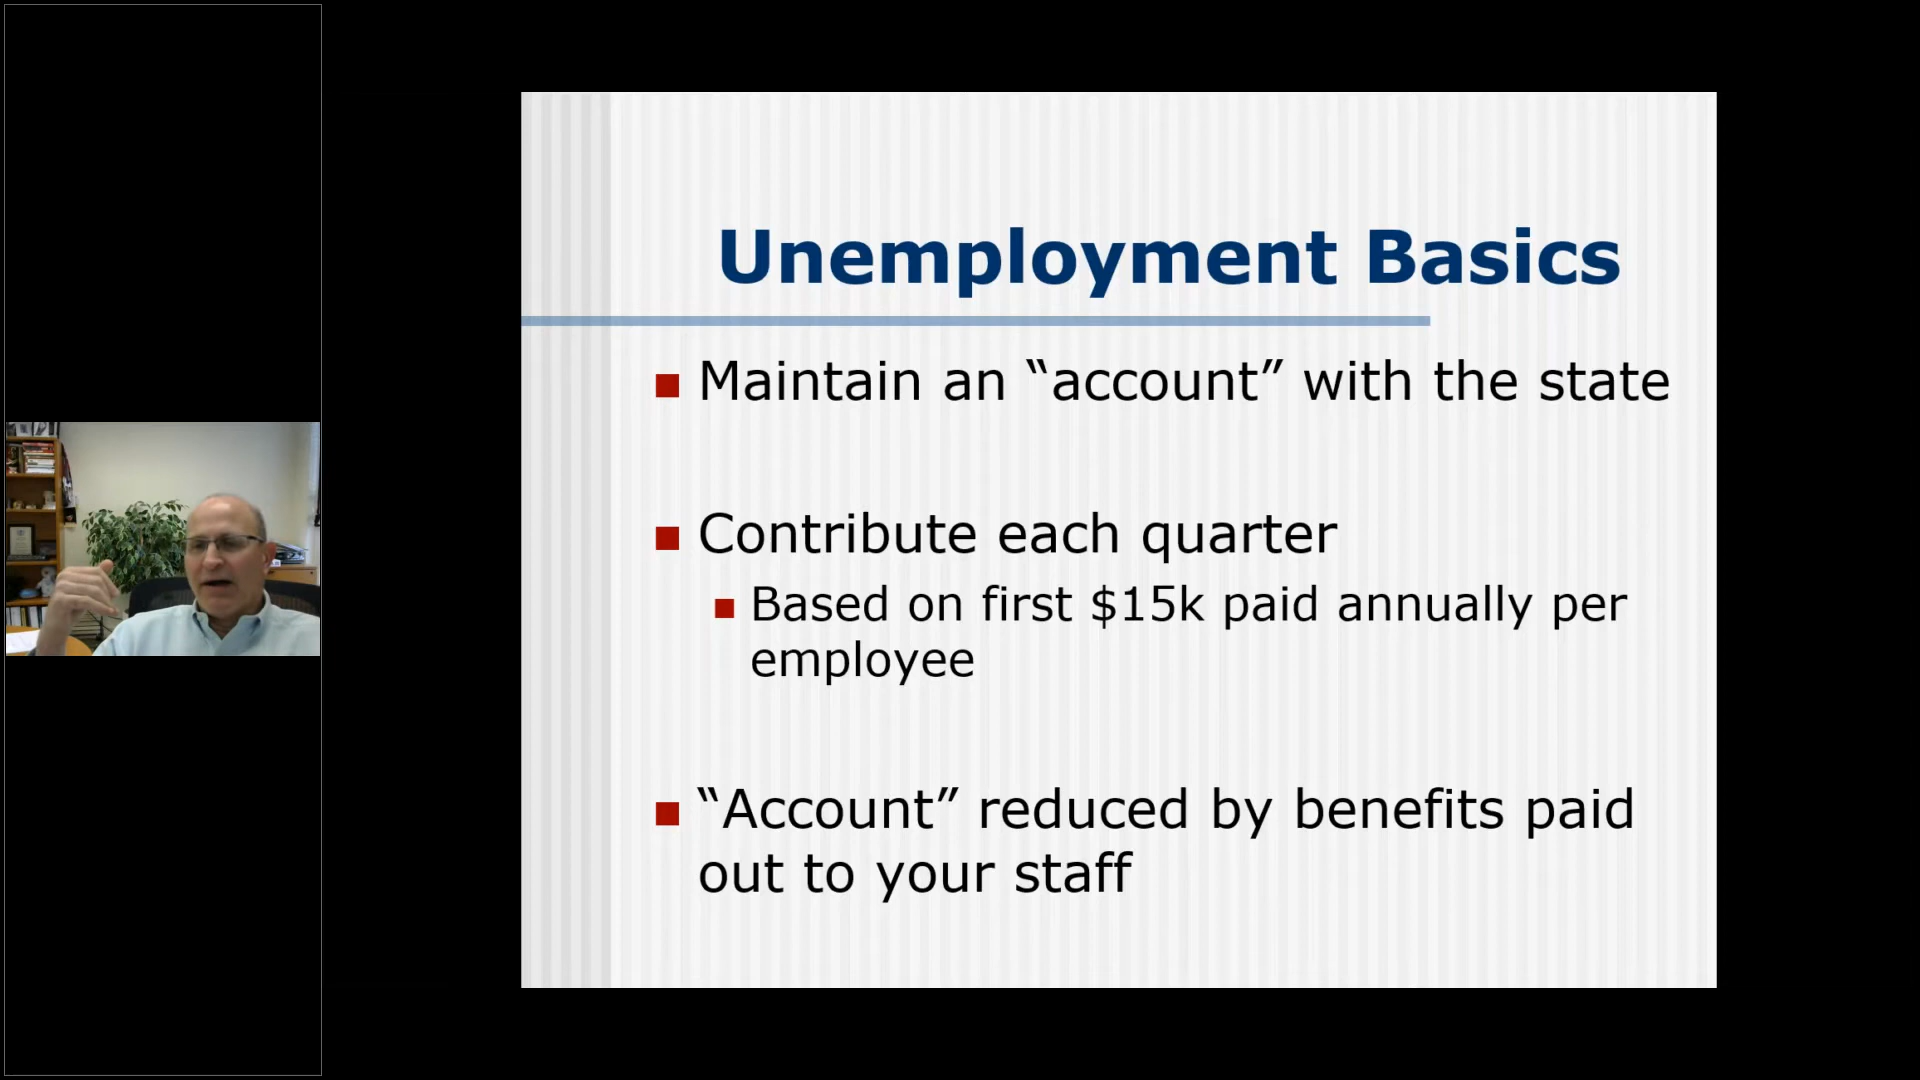 Unemployment Basics
Maintain an “account” with the state
Contribute each quarter
Based on first $15k paid annually per
employee
“Account” reduced by benefits paid
out to your staff